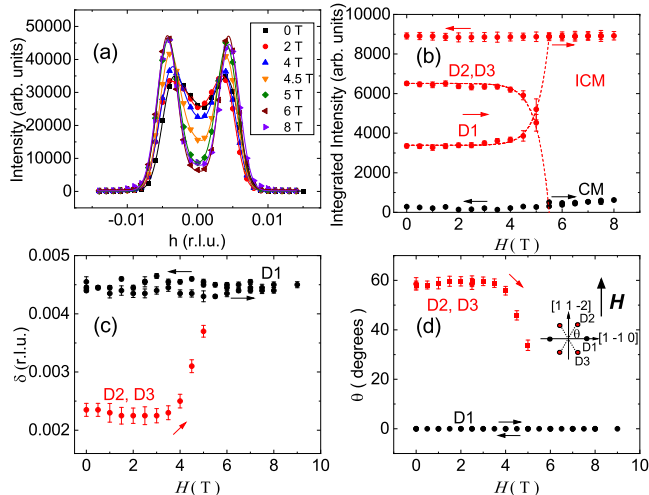 (a)
0 T
2 T
4 T
4.5 T
5 T
6 T
8 T
Intensity (arb. units)
50000
40000
30000
20000
10000
0
-0.01 0.00 0.01
h (r.l.u.)
(b)
Integrated Intensity (arb. units)
10000
8000
6000
4000
2000
0
D2,D3
ICM
D1
CM
0 2 4 6 8
H(T)
(c)
δ (r.l.u.)
0.005
0.004
0.003
0.002
D1
D2, D3
0 2 4 6 8 10
H(T)
(d)
θ (degrees)
60
40
20
0
D2, D3
D1
H
[1 1 -2]
D2
θ
[1 -1 0]
D1
D3
0 2 4 6 8 10
H(T)